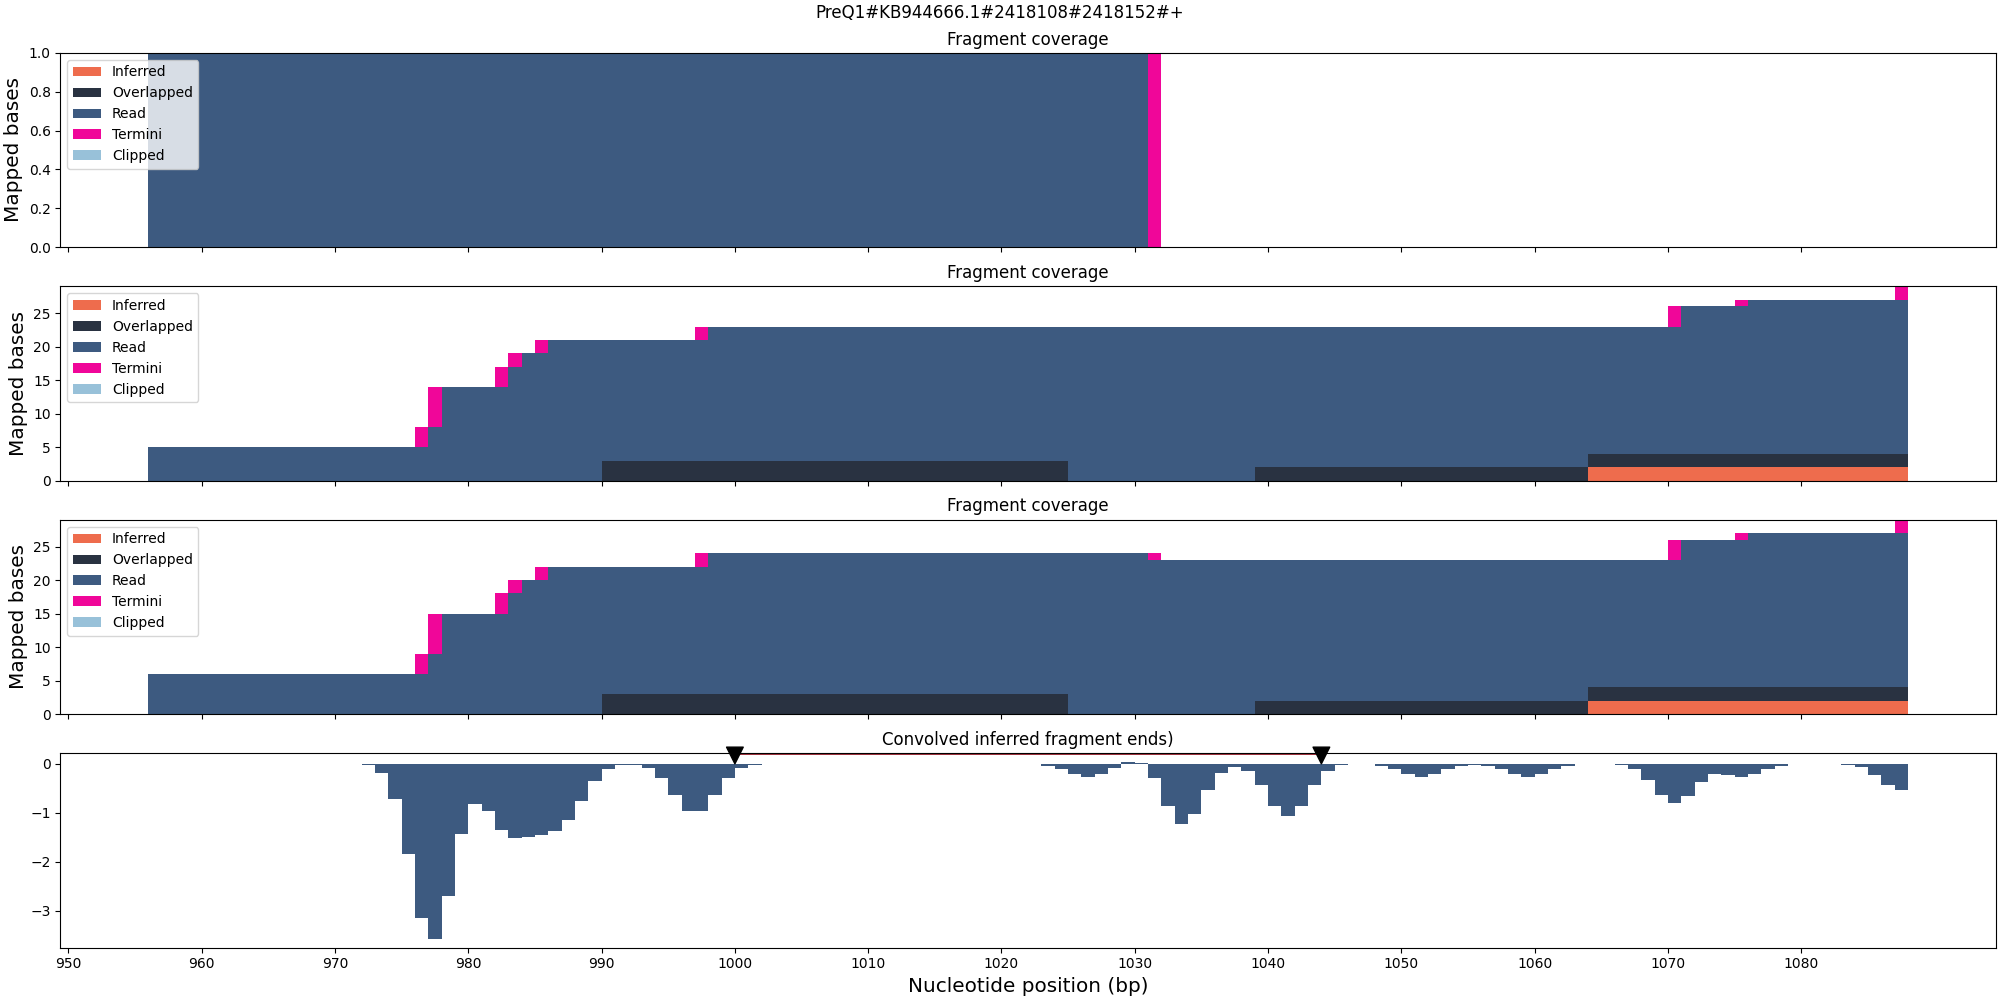 PreQ1#KB944666.1#2418108#2418152#+
Fragment coverage
Mapped bases
1.0
0.8
0.6
0.4
0.2
0.0
Inferred
Overlapped
Read
Termini
Clipped
Fragment coverage
Mapped bases
25
20
15
10
5
0
Inferred
Overlapped
Read
Termini
Clipped
Fragment coverage
Mapped bases
25
20
15
10
5
0
Inferred
Overlapped
Read
Termini
Clipped
Convolved inferred fragment ends)
0
−1
−2
−3
950 960 970 980 990 1000 1010 1020 1030 1040 1050 1060 1070 1080
Nucleotide position (bp)